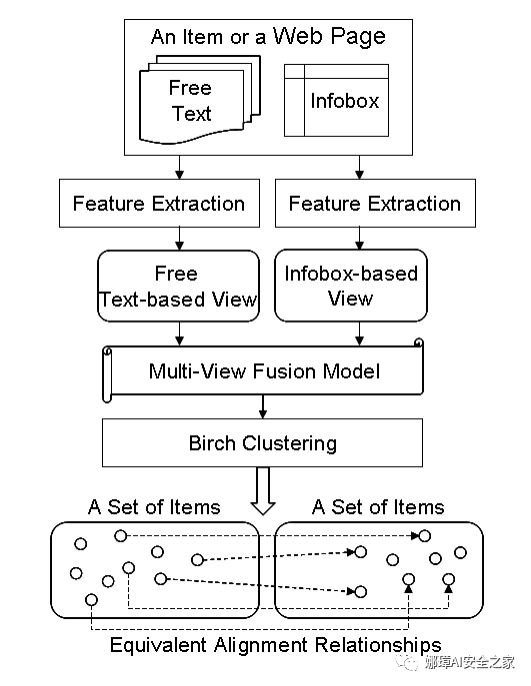 An Item or a Web Page
Free
Text
Infobox
Feature Extraction
Feature Extraction
Free
Text-based View
Infobox-based
View
Multi-View Fusion Model
Birch Clustering
A Set of Items
A Set of Items
Equivalent Alignment Relationships
娜璋AI安全之家